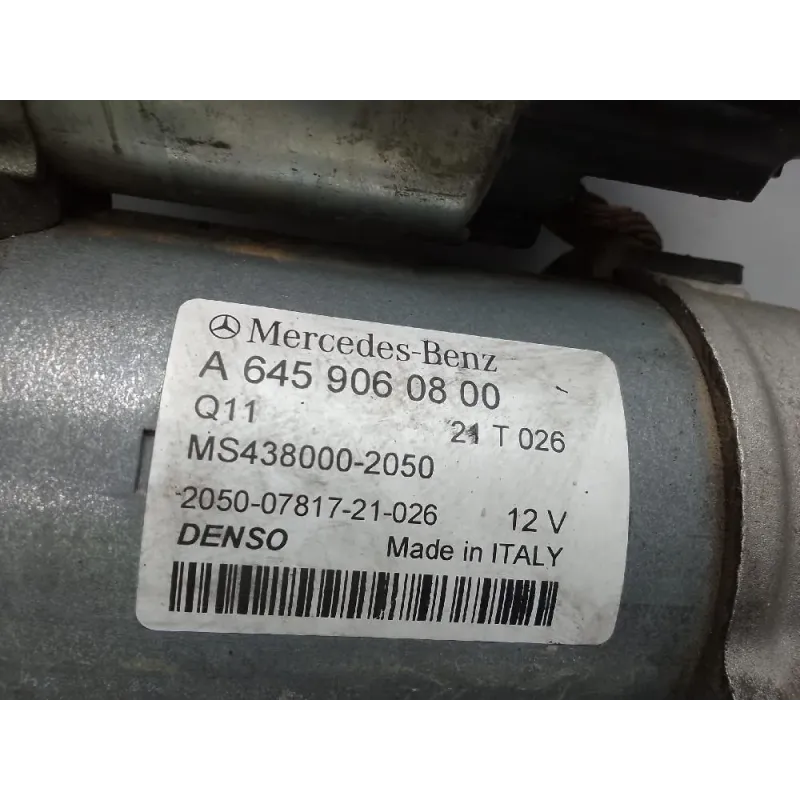 Mercedes-Benz
A 645 906 08 00
Q11 21 T 026
MS438000-2050
2050-07817-21-026 12 V
DENSO Made in ITALY